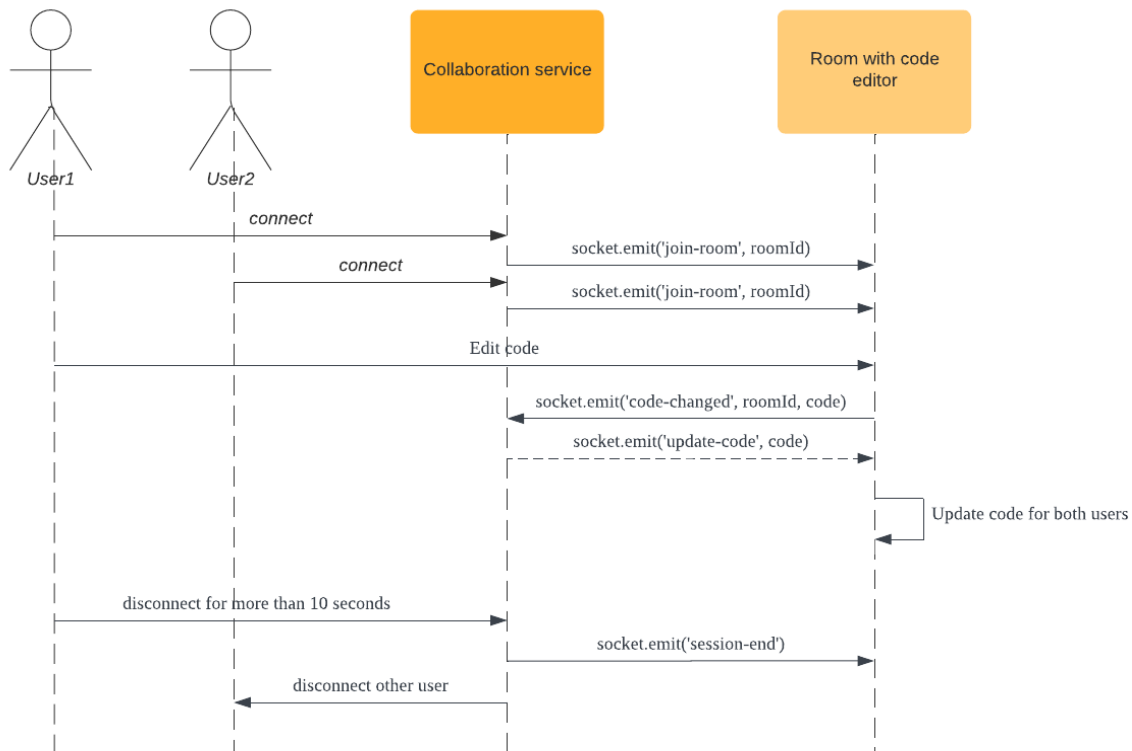 Collaboration service
Room with code
editor
User1
User2
connect
socket.emit('join-room', roomId)
connect
socket.emit('join-room', roomId)
Edit code
socket.emit('code-changed', roomId, code)
socket.emit('update-code', code)
Update code for both users
disconnect for more than 10 seconds
socket.emit('session-end')
disconnect other user